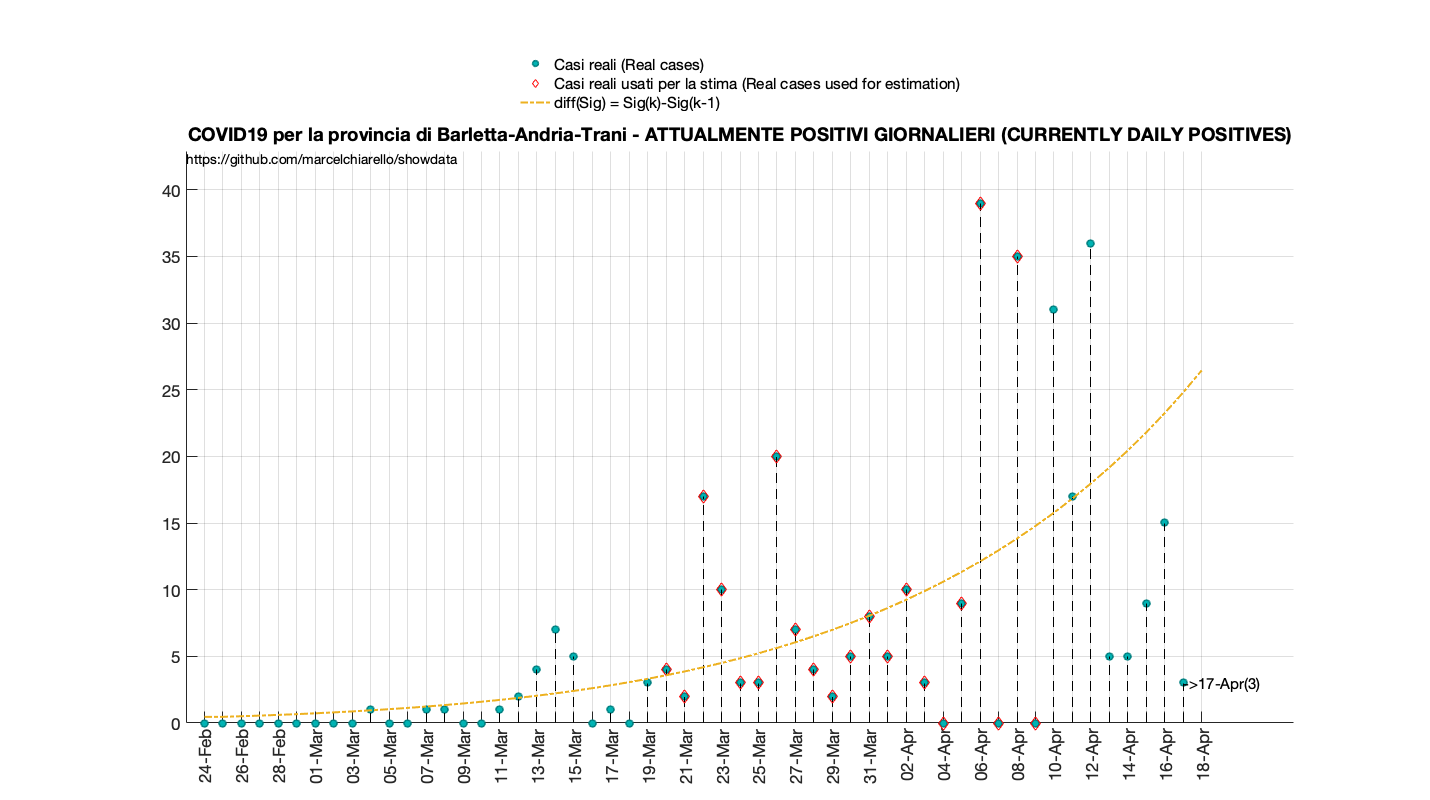 Casi reali (Real cases)
Casi reali usati per la stima (Real cases used for estimation)
diff(Sig) = Sig(k)-Sig(k-1)
COVID19 per la provincia di Barletta-Andria-Trani - ATTUALMENTE POSITIVI GIORNALIERI (CURRENTLY DAILY POSITIVES)
https://github.com/marcelchiarello/showdata
40
35
30
25
20
15
10
5
0
->17-Apr(3)
24-Feb
26-Feb
28-Feb
01-Mar
03-Mar
05-Mar
07-Mar
09-Mar
11-Mar
13-Mar
15-Mar
17-Mar
19-Mar
21-Mar
23-Mar
25-Mar
27-Mar
29-Mar
31-Mar
02-Apr
04-Apr
06-Apr
08-Apr
10-Apr
12-Apr
14-Apr
16-Apr
18-Apr